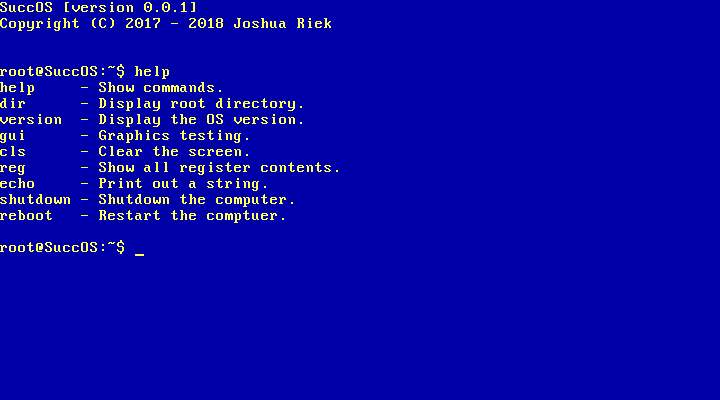 SuccOS [version 0.0.1]
Copyright (C) 2017 - 2018 Joshua Riek
root@SuccOS:~$ help
help     - Show commands.
dir      - Display root directory.
version  - Display the OS version.
gui      - Graphics testing.
cls      - Clear the screen.
reg      - Show all register contents.
echo     - Print out a string.
shutdown - Shutdown the computer.
reboot   - Restart the comptuer.
root@SuccOS:~$ _